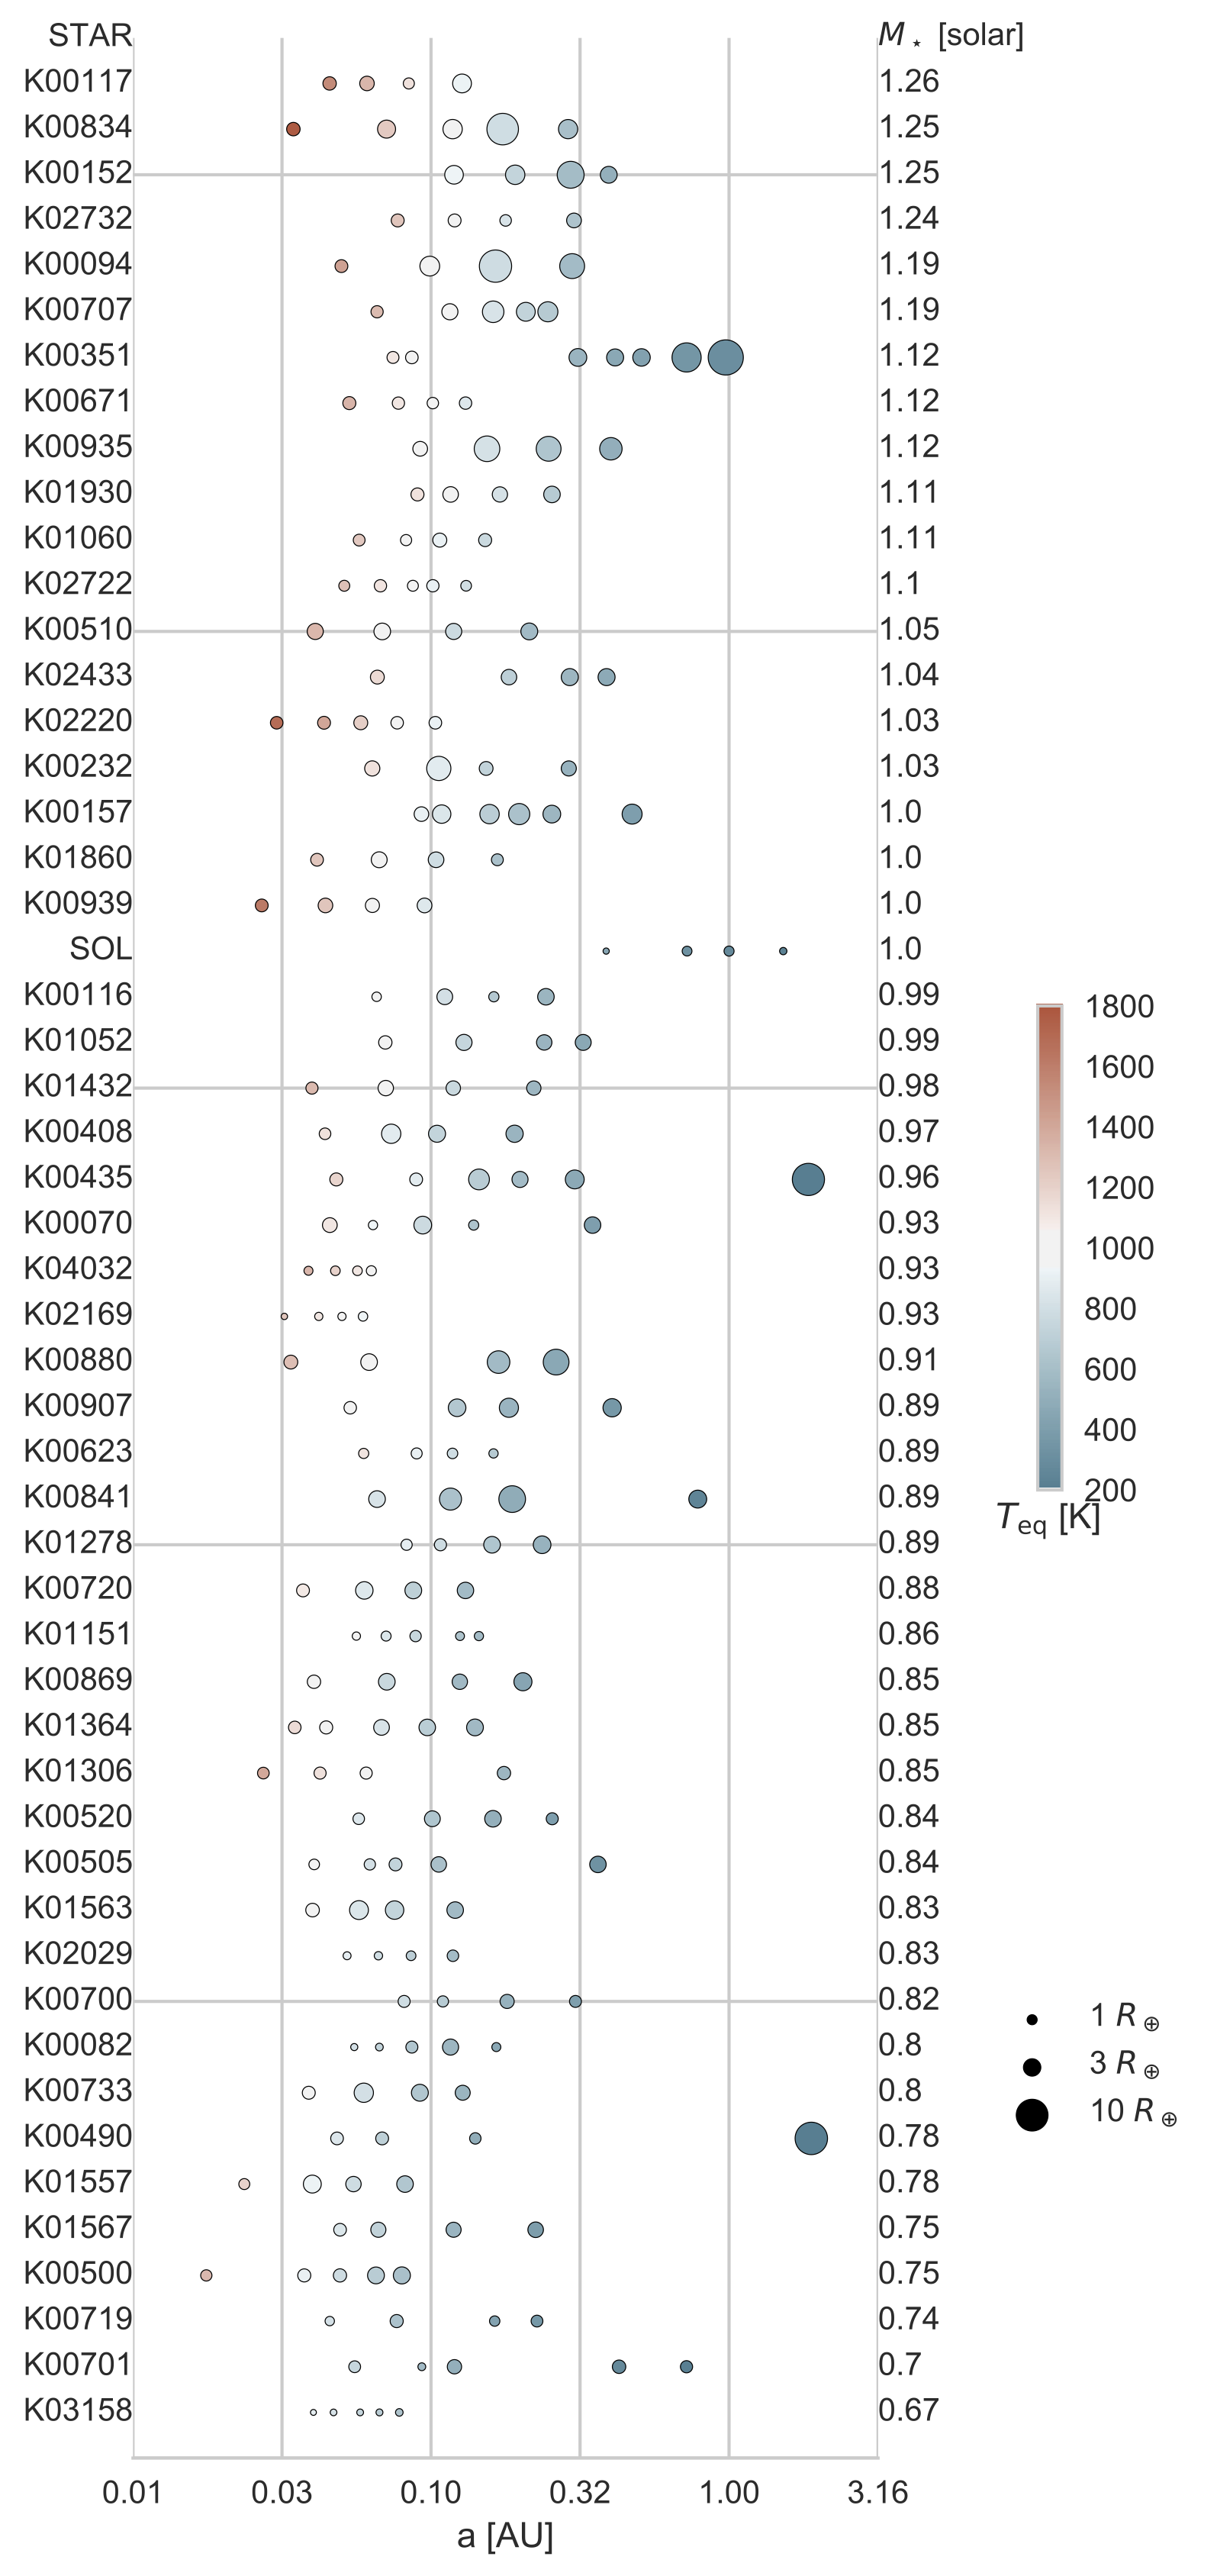 STAR M⋆ [solar]
K00117 1.26
K00834 1.25
K00152 1.25
K02732 1.24
K00094 1.19
K00707 1.19
K00351 1.12
K00671 1.12
K00935 1.12
K01930 1.11
K01060 1.11
K02722 1.1
K00510 1.05
K02433 1.04
K02220 1.03
K00232 1.03
K00157 1.0
K01860 1.0
K00939 1.0
SOL 1.0
K00116 0.99
K01052 0.99
K01432 0.98
K00408 0.97
K00435 0.96
K00070 0.93
K04032 0.93
K02169 0.93
K00880 0.91
K00907 0.89
K00623 0.89
K00841 0.89
K01278 0.89
K00720 0.88
K01151 0.86
K00869 0.85
K01364 0.85
K01306 0.85
K00520 0.84
K00505 0.84
K01563 0.83
K02029 0.83
K00700 0.82
K00082 0.8
K00733 0.8
K00490 0.78
K01557 0.78
K01567 0.75
K00500 0.75
K00719 0.74
K00701 0.7
K03158 0.67
0.01 0.03 0.10 0.32 1.00 3.16
a [AU]
1800
1600
1400
1200
1000
800
600
400
200
Teq [K]
1 R⊕
3 R⊕
10 R⊕